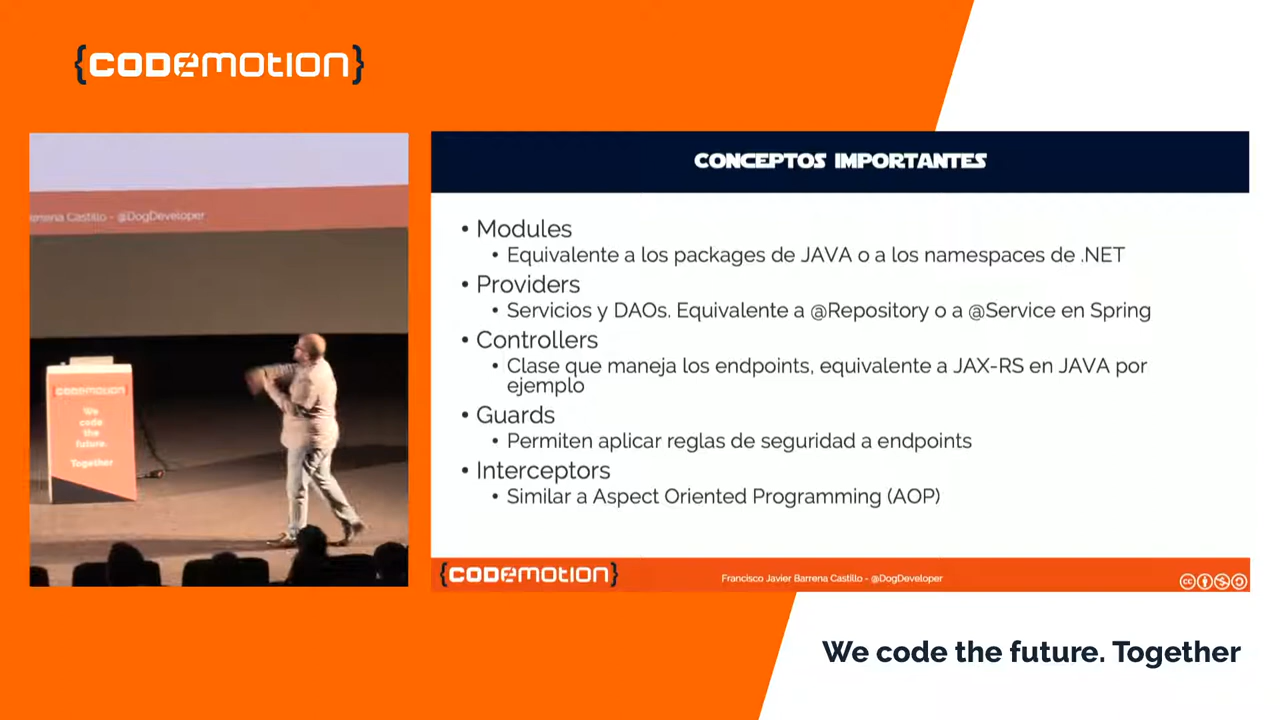 {CODEMOTION}
Barrena Castillo - @DogDeveloper
{CODEMOTION}
We
code
the
future.
Together
CONCEPTOS IMPORTANTES
• Modules
• Equivalente a los packages de JAVA o a los namespaces de .NET
• Providers
• Servicios y DAOs. Equivalente a @Repository o a @Service en Spring
• Controllers
• Clase que maneja los endpoints, equivalente a JAX-RS en JAVA por
ejemplo
• Guards
• Permiten aplicar reglas de seguridad a endpoints
• Interceptors
• Similar a Aspect Oriented Programming (AOP)
{CODEMOTION}
Francisco Javier Barrena Castillo - @DogDeveloper
cc
We code the future. Together